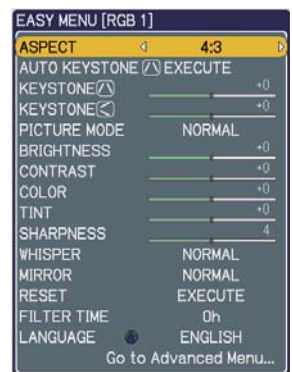 EASY MENU [RGB 1]
ASPECT 4:3
AUTO KEYSTONE EXECUTE
KEYSTONE +0
KEYSTONE +0
PICTURE MODE NORMAL
BRIGHTNESS +0
CONTRAST +0
COLOR +0
TINT +0
SHARPNESS 4
WHISPER NORMAL
MIRROR NORMAL
RESET EXECUTE
FILTER TIME 0h
LANGUAGE ENGLISH
Go to Advanced Menu...